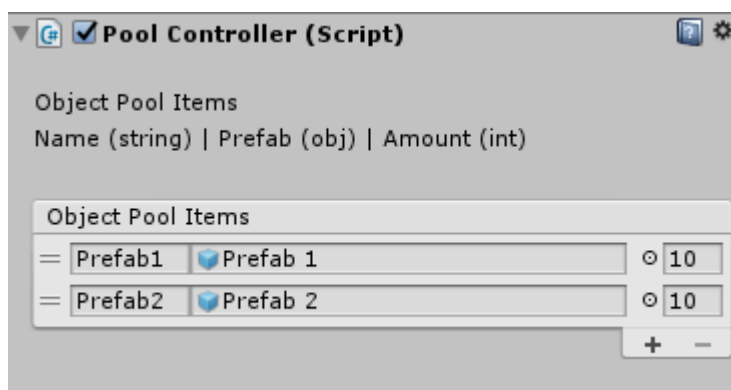 Pool Controller (Script)
Object Pool Items
Name (string) | Prefab (obj) | Amount (int)
Object Pool Items
Prefab1 Prefab 1 10
Prefab2 Prefab 2 10
+ −